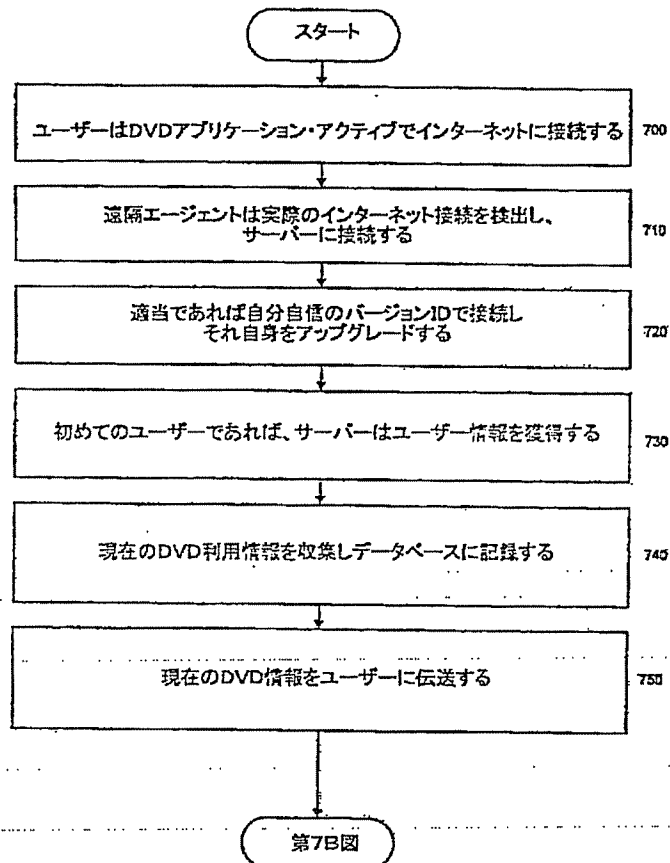 スタート
ユーザーはDVDアプリケーション・アクティブでインターネットに接続する
700
遠隔エージェントは実際のインターネット接続を検出し、
サーバーに接続する
710
適当であれば自分自信のバージョンIDで接続し
それ自身をアップグレードする
720
初めてのユーザーであれば、サーバーはユーザー情報を獲得する
730
現在のDVD利用情報を収集しデータベースに記録する
740
現在のDVD情報をユーザーに伝送する
750
第7B図